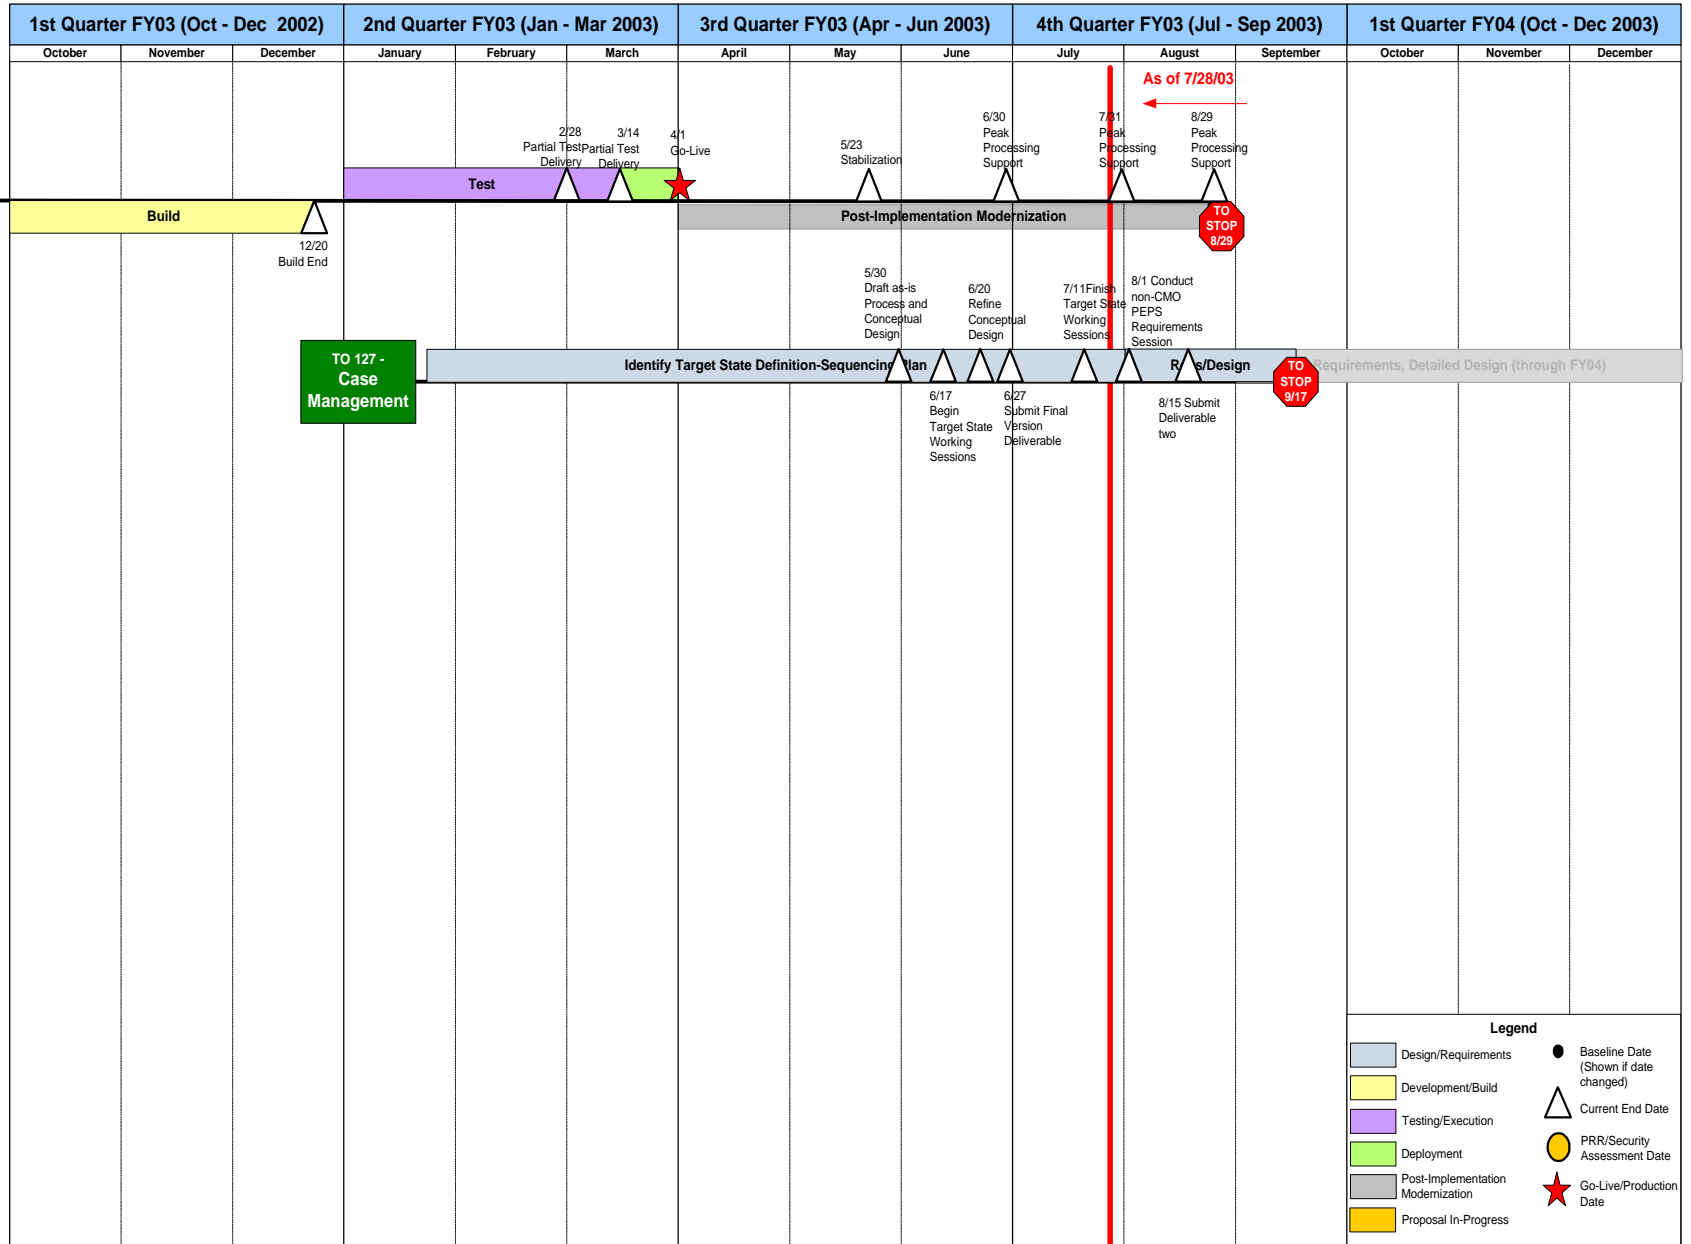 1st Quarter FY03 (Oct - Dec 2002)
2nd Quarter FY03 (Jan - Mar 2003)
3rd Quarter FY03 (Apr - Jun 2003)
4th Quarter FY03 (Jul - Sep 2003)
1st Quarter FY04 (Oct - Dec 2003)
October
November
December
January
February
March
April
May
June
July
August
September
October
November
December
As of 7/28/03
2/28
Partial Test
Delivery
3/14
Partial Test
Delivery
4/1
Go-Live
5/23
Stabilization
6/30
Peak
Processing
Support
7/31
Peak
Processing
Support
8/29
Peak
Processing
Support
Test
Build
Post-Implementation Modernization
TO
STOP
8/29
12/20
Build End
5/30
Draft as-is
Process and
Conceptual
Design
6/20
Refine
Conceptual
Design
7/11Finish
Target State
Working
Sessions
8/1 Conduct
non-CMO
PEPS
Requirements
Session
TO 127 -
Case
Management
Identify Target State Definition-Sequencing Plan
Reqs/Design
TO
STOP
9/17
Requirements, Detailed Design (through FY04)
6/17
Begin
Target State
Working
Sessions
6/27
Submit Final
Version
Deliverable
8/15 Submit
Deliverable
two
Legend
Design/Requirements
Development/Build
Testing/Execution
Deployment
Post-Implementation
Modernization
Proposal In-Progress
Baseline Date
(Shown if date
changed)
Current End Date
PRR/Security
Assessment Date
Go-Live/Production
Date